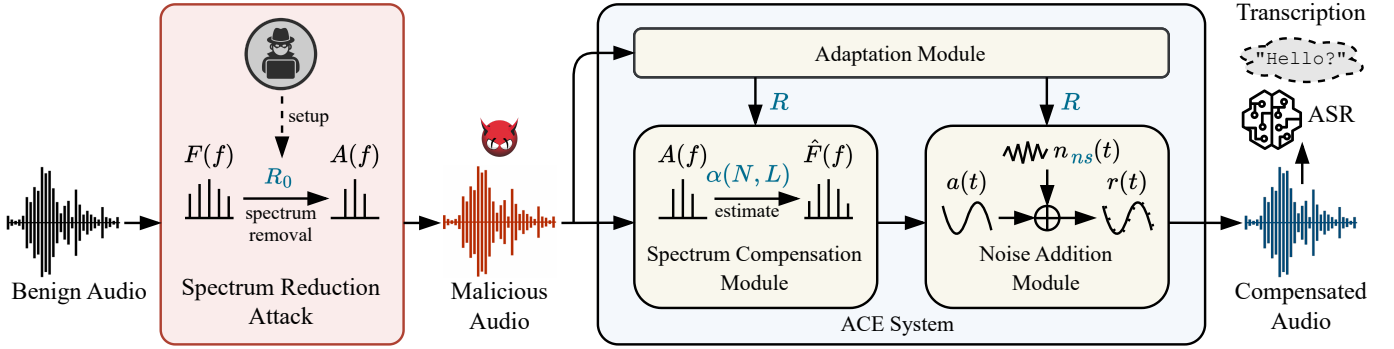 Benign Audio
setup
F(f)
A(f)
R₀
spectrum
removal
Spectrum Reduction
Attack
Malicious
Audio
Adaptation Module
R
R
A(f)
F̂(f)
α(N, L)
estimate
Spectrum Compensation
Module
n_ns(t)
a(t)
r(t)
Noise Addition
Module
ACE System
Transcription
"Hello?"
ASR
Compensated
Audio